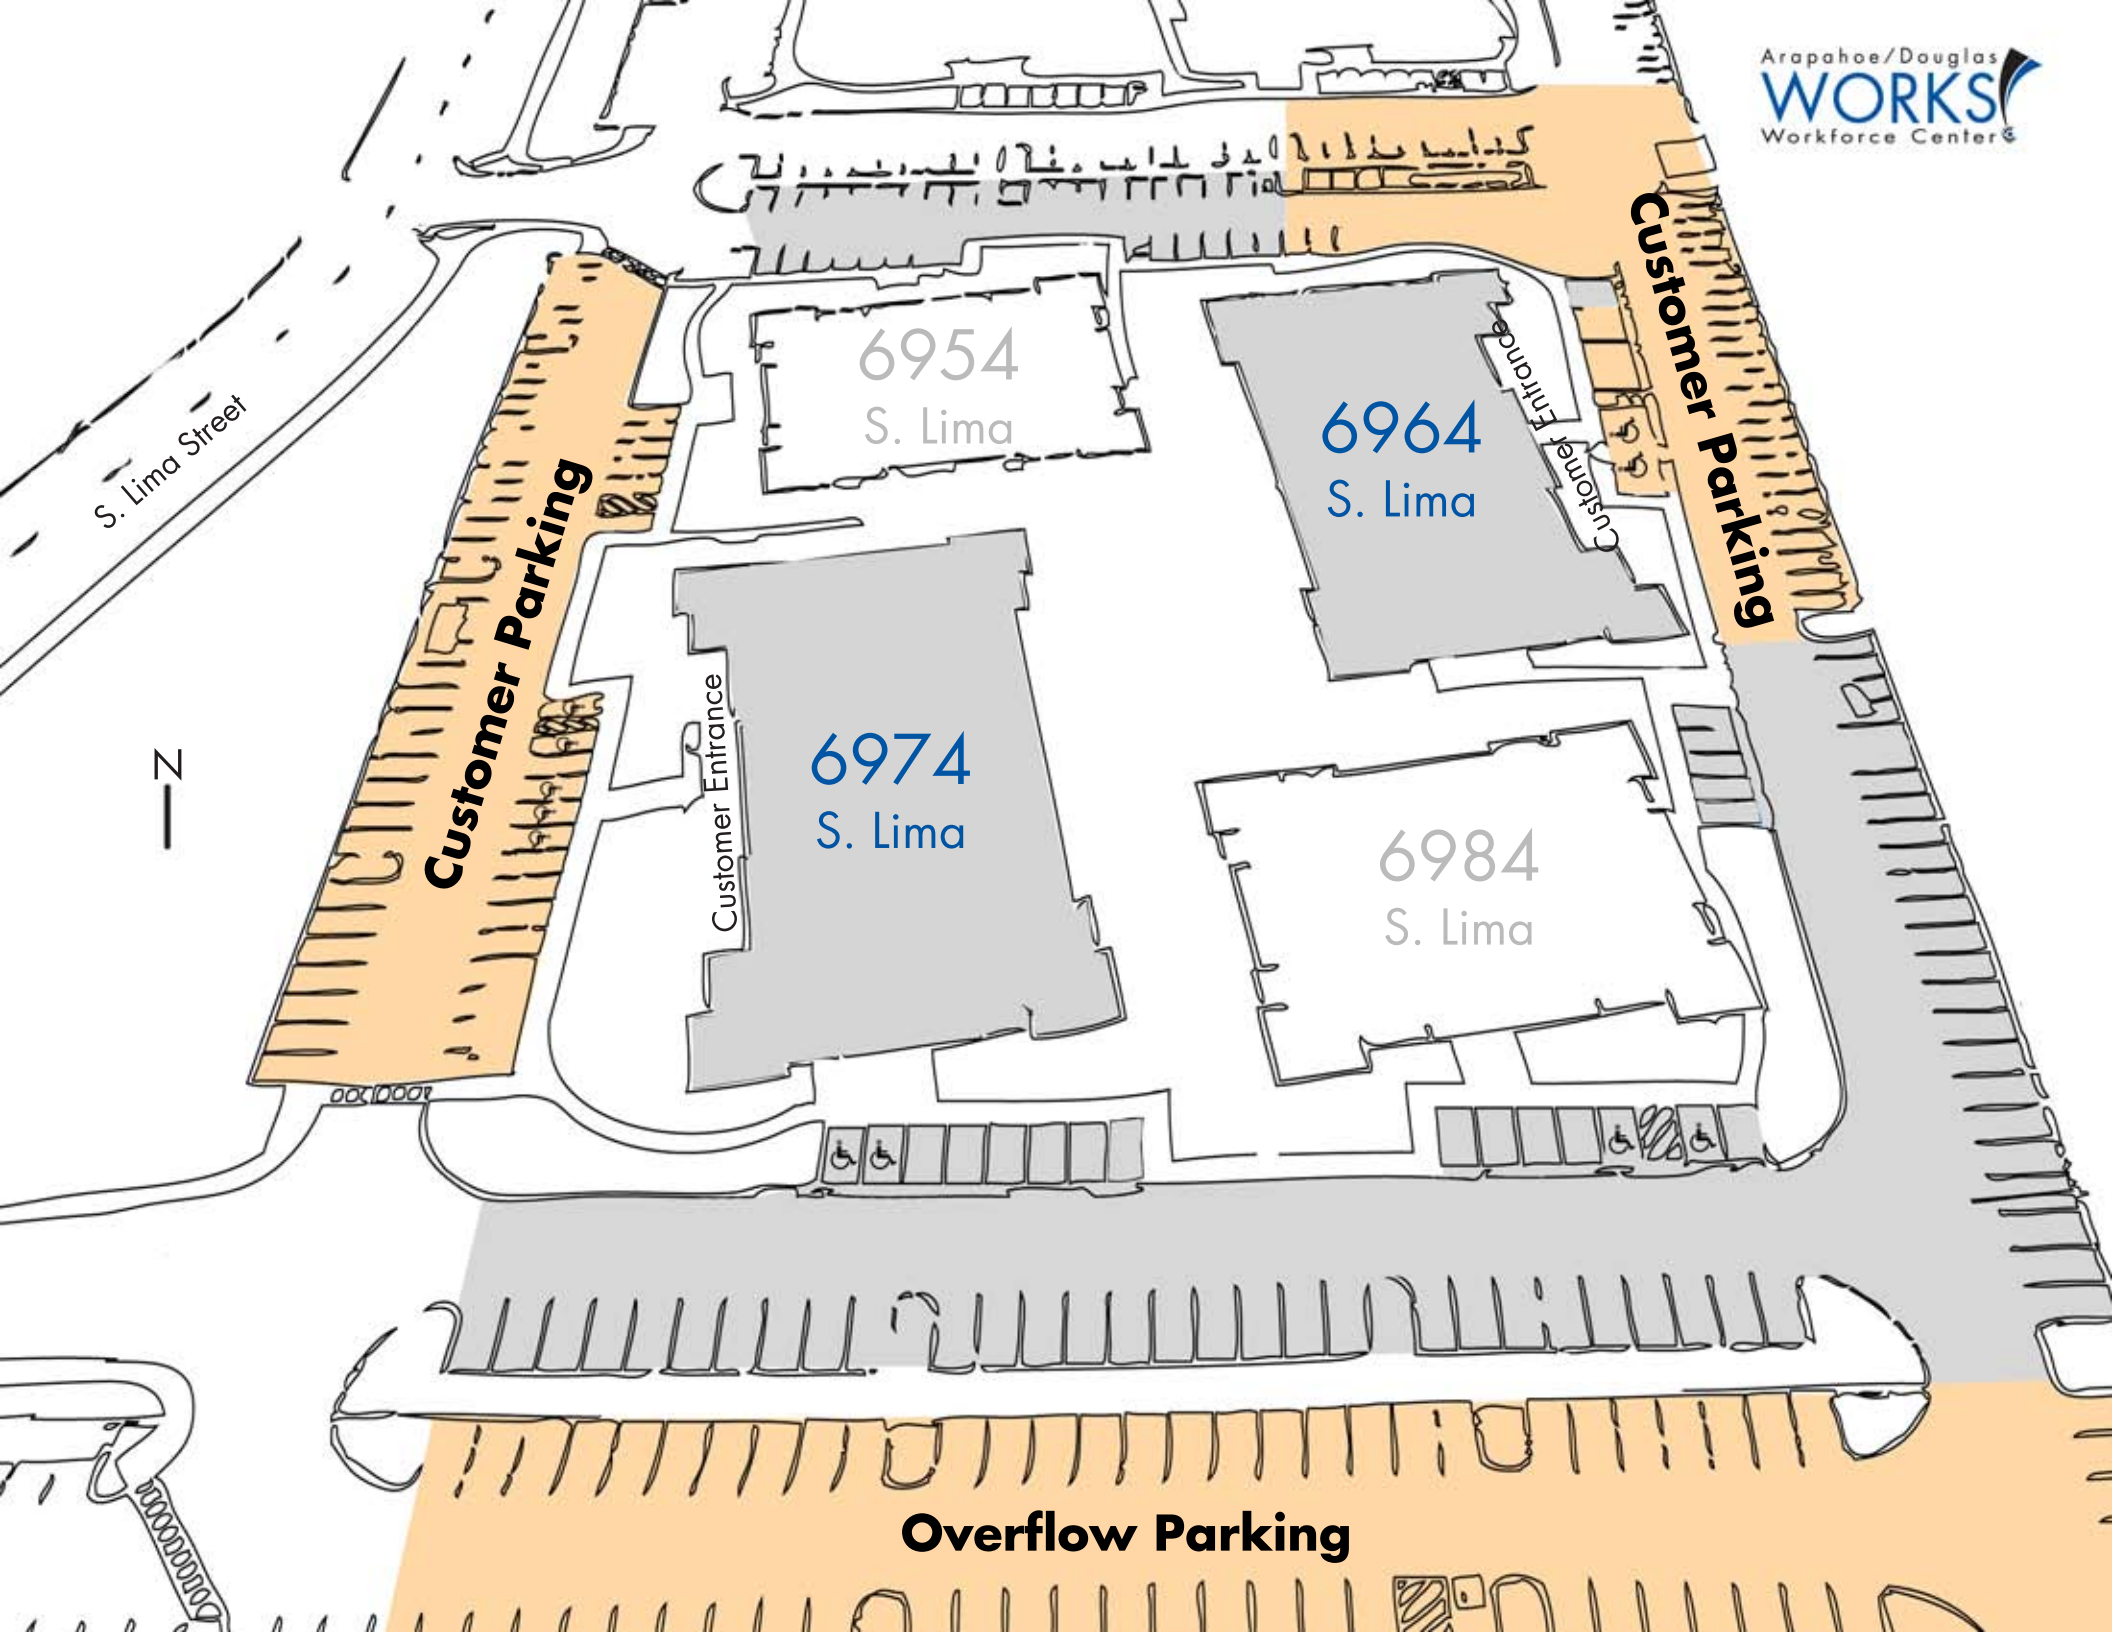 Arapahoe/Douglas
WORKS
Workforce Center
Customer Parking
6954
S. Lima
6964
S. Lima
Customer Entrance
S. Lima Street
Customer Parking
Customer Entrance
6974
S. Lima
N
6984
S. Lima
Overflow Parking